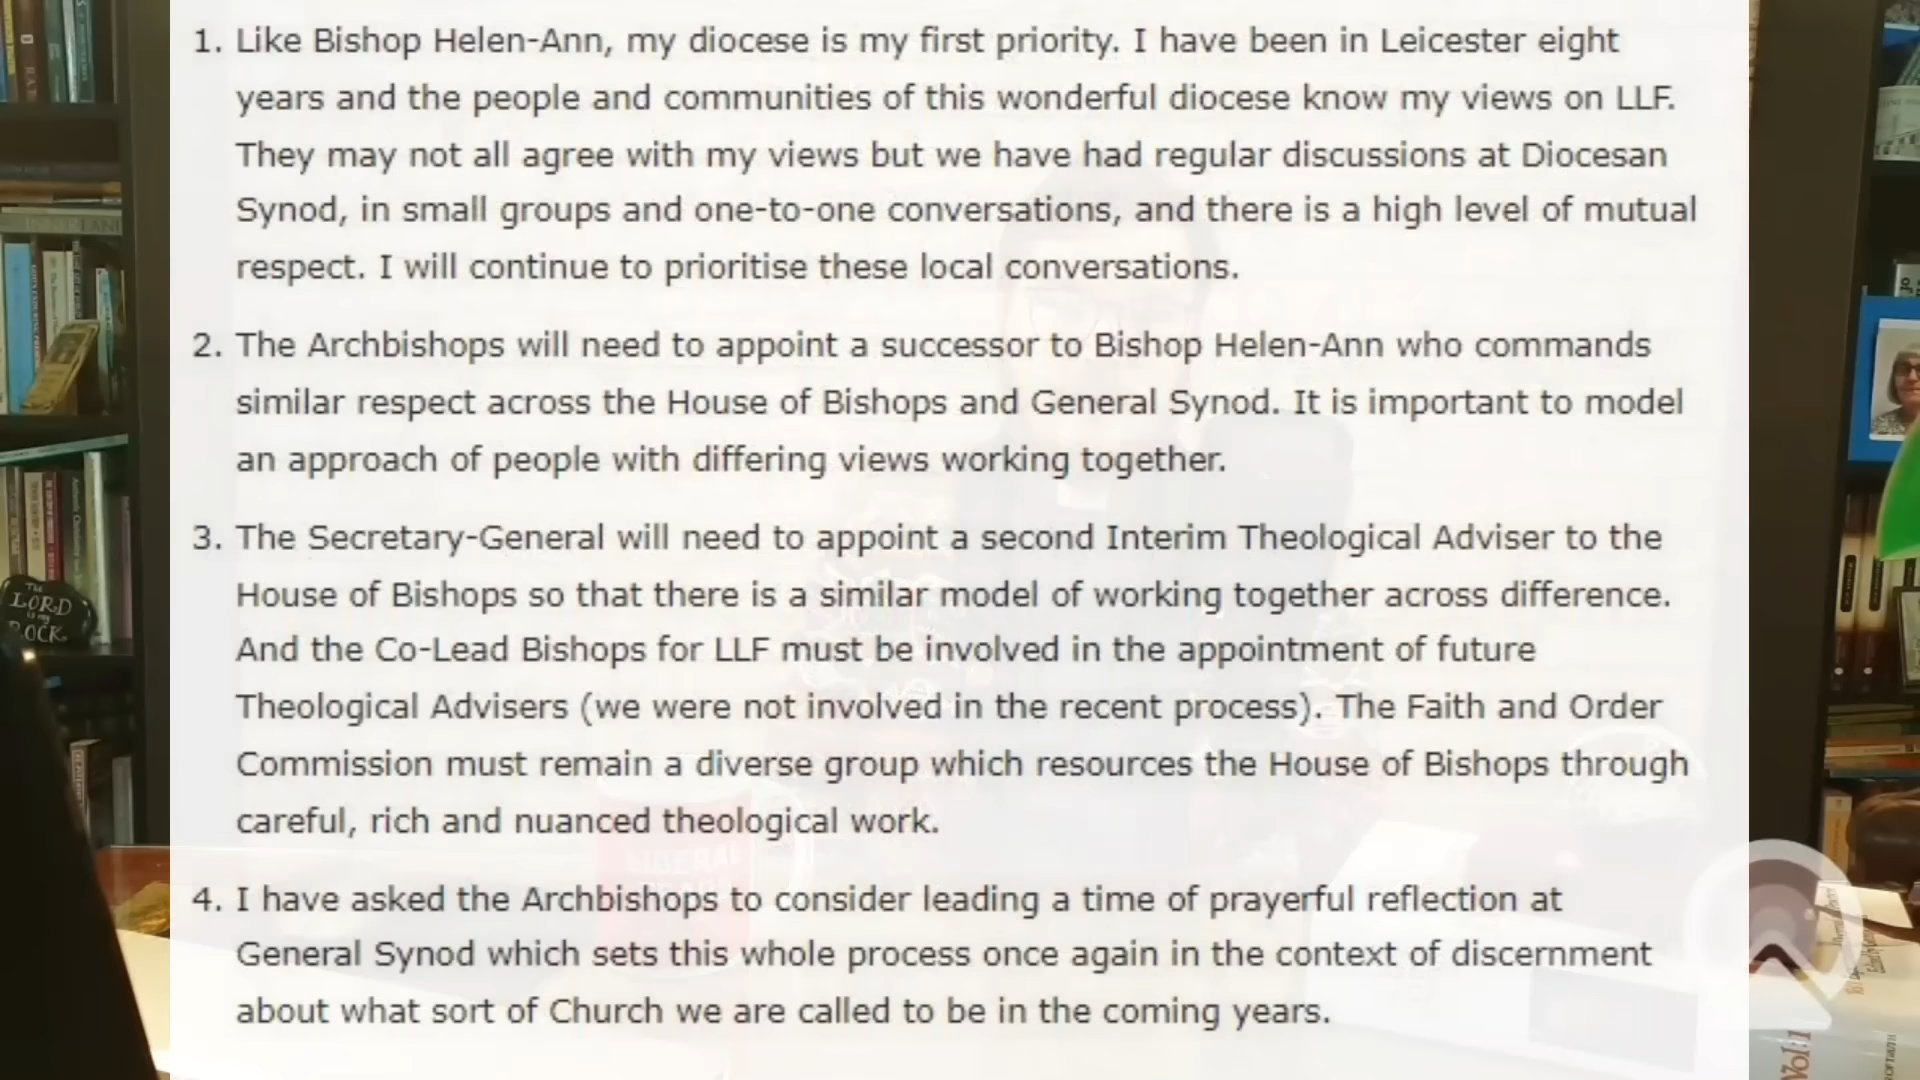 1. Like Bishop Helen-Ann, my diocese is my first priority. I have been in Leicester eight
years and the people and communities of this wonderful diocese know my views on LLF.
They may not all agree with my views but we have had regular discussions at Diocesan
Synod, in small groups and one-to-one conversations, and there is a high level of mutual
respect. I will continue to prioritise these local conversations.
2. The Archbishops will need to appoint a successor to Bishop Helen-Ann who commands
similar respect across the House of Bishops and General Synod. It is important to model
an approach of people with differing views working together.
3. The Secretary-General will need to appoint a second Interim Theological Adviser to the
House of Bishops so that there is a similar model of working together across difference.
And the Co-Lead Bishops for LLF must be involved in the appointment of future
Theological Advisers (we were not involved in the recent process). The Faith and Order
Commission must remain a diverse group which resources the House of Bishops through
careful, rich and nuanced theological work.
4. I have asked the Archbishops to consider leading a time of prayerful reflection at
General Synod which sets this whole process once again in the context of discernment
about what sort of Church we are called to be in the coming years.
The
LORD
is my
ROCK
LIBERAL